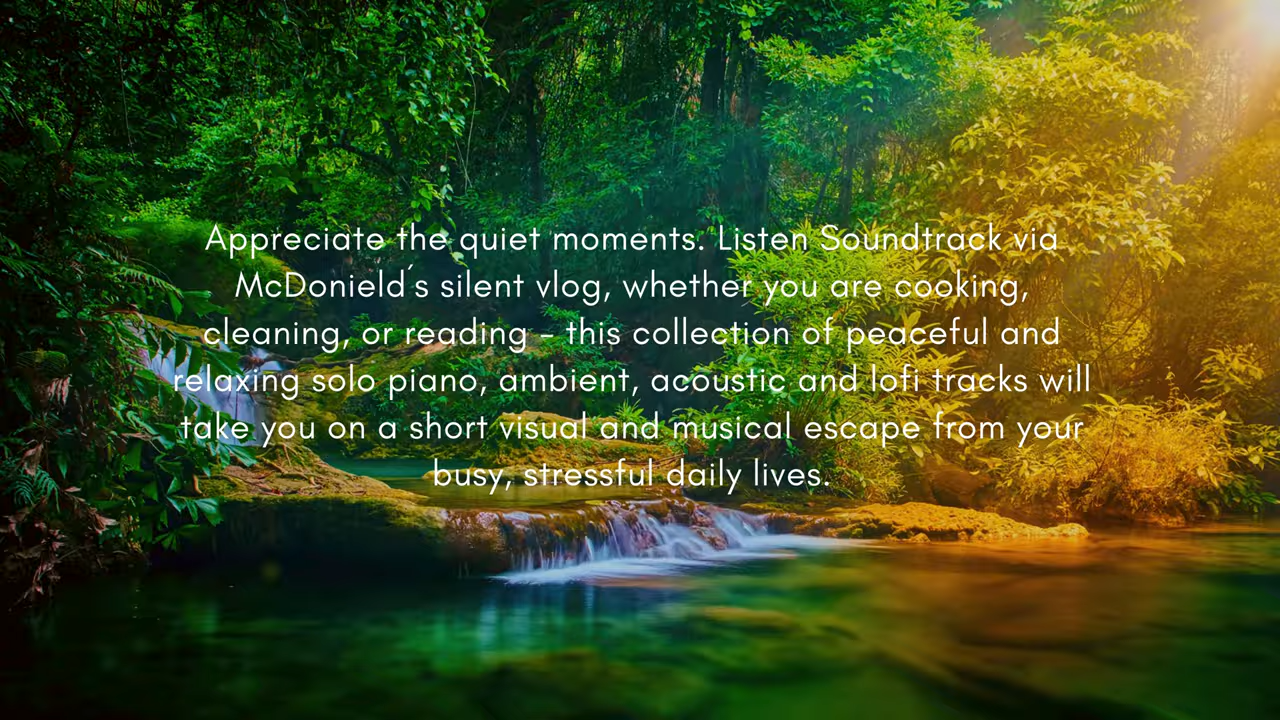 Appreciate the quiet moments. Listen Soundtrack via
McDonield´s silent vlog, whether you are cooking,
cleaning, or reading - this collection of peaceful and
relaxing solo piano, ambient, acoustic and lofi tracks will
take you on a short visual and musical escape from your
busy, stressful daily lives.